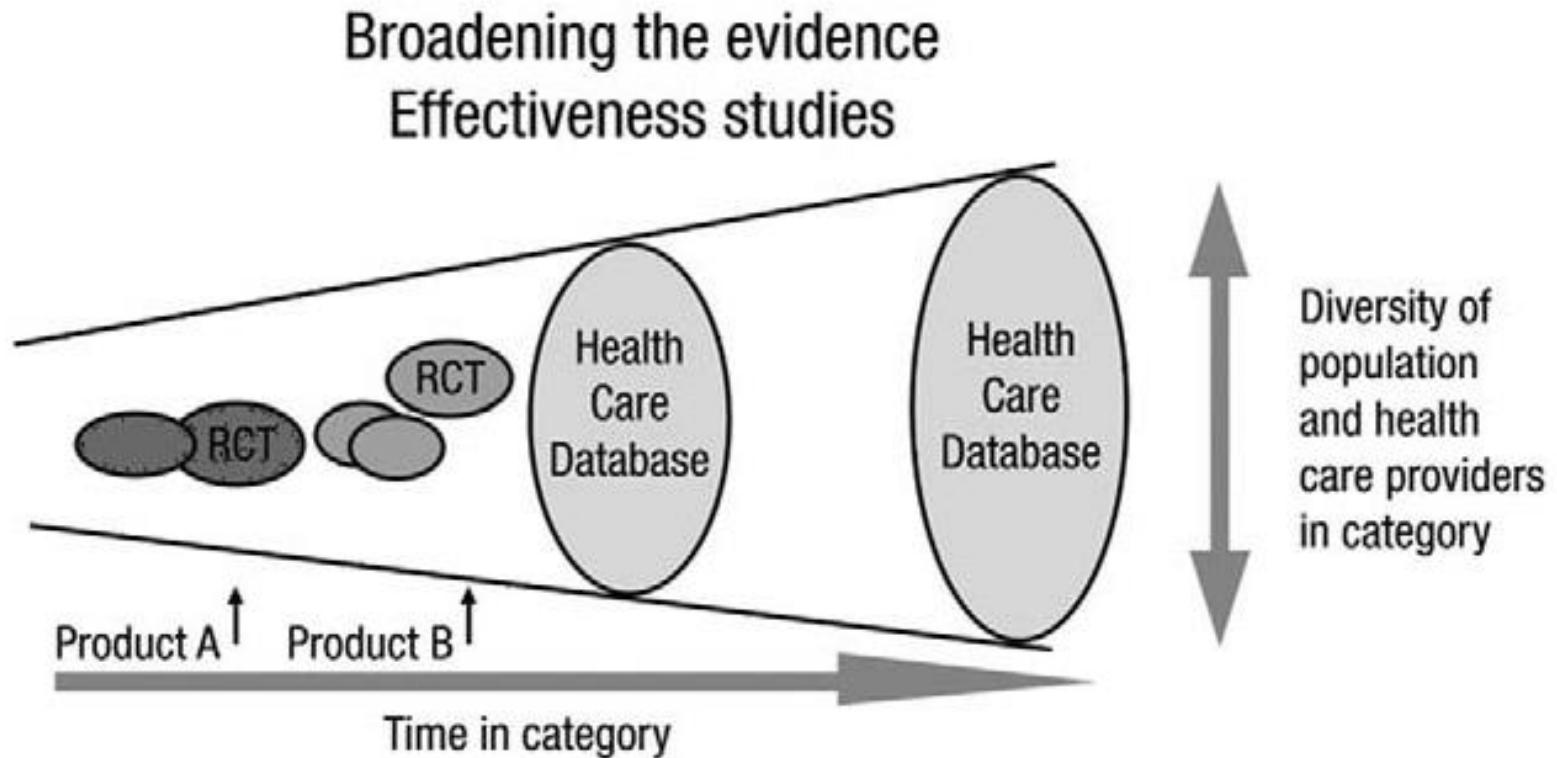 Broadening the evidence
Effectiveness studies
RCT
RCT
Health
Care
Database
Health
Care
Database
Diversity of
population
and health
care providers
in category
Product A
Product B
Time in category